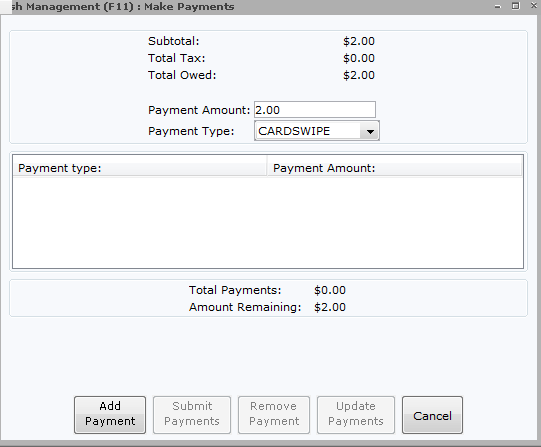 sh Management (F11) : Make Payments
Subtotal: $2.00
Total Tax: $0.00
Total Owed: $2.00
Payment Amount: 2.00
Payment Type: CARDSWIPE
Payment type: Payment Amount:
Total Payments: $0.00
Amount Remaining: $2.00
Add Payment
Submit Payments
Remove Payment
Update Payments
Cancel